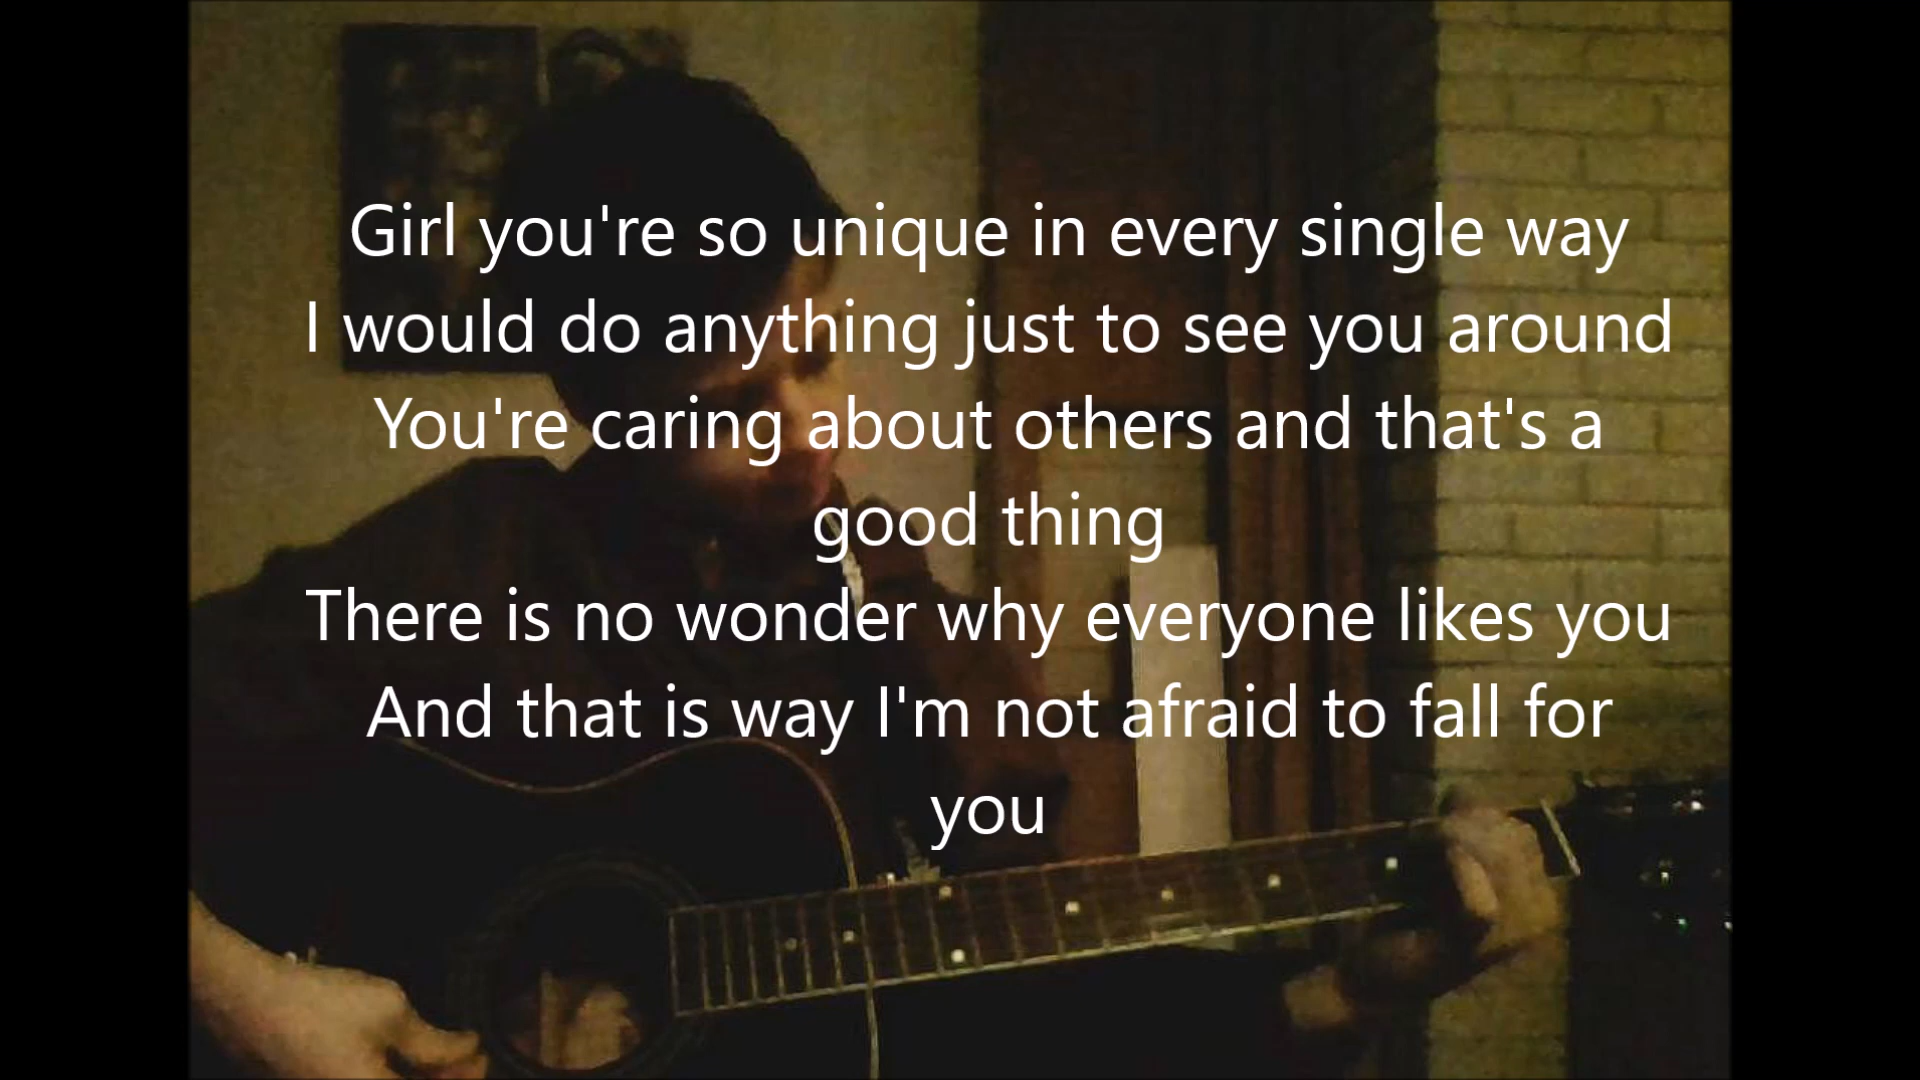 Girl you're so unique in every single way
I would do anything just to see you around
You're caring about others and that's a
good thing
There is no wonder why everyone likes you
And that is way I'm not afraid to fall for
you